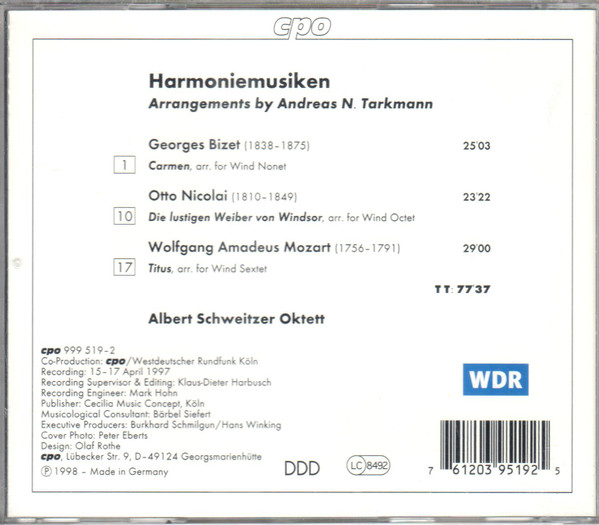 cpo
Harmoniemusiken
Arrangements by Andreas N. Tarkmann
Georges Bizet (1838–1875) 25'03
1 Carmen, arr. for Wind Nonet
Otto Nicolai (1810–1849) 23'22
10 Die lustigen Weiber von Windsor, arr. for Wind Octet
Wolfgang Amadeus Mozart (1756–1791) 29'00
17 Titus, arr. for Wind Sextet
TT: 77'37
Albert Schweitzer Oktett
cpo 999 519–2
Co-Production: cpo/Westdeutscher Rundfunk Köln
Recording: 15–17 April 1997
Recording Supervisor & Editing: Klaus-Dieter Harbusch
Recording Engineer: Mark Hohn
Publisher: Cecilia Music Concept, Köln
Musicological Consultant: Bärbel Siefert
Executive Producers: Burkhard Schmilgun/Hans Winking
Cover Photo: Peter Eberts
Design: Olaf Rothe
cpo, Lübecker Str. 9, D–49124 Georgsmarienhütte
Ⓟ 1998 – Made in Germany
DDD
LC 8492
WDR
7 61203 95192 5